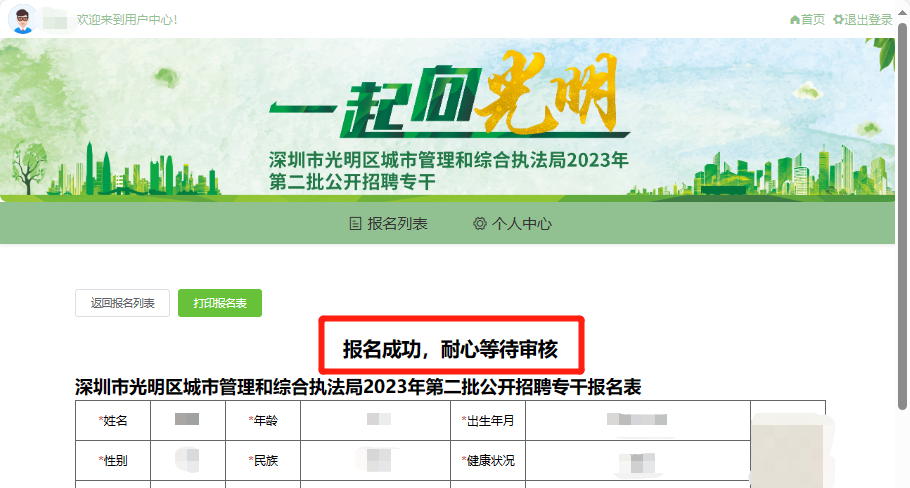 欢迎来到用户中心！
首页 退出登录
一起向光明
深圳市光明区城市管理和综合执法局2023年
第二批公开招聘专干
报名列表 个人中心
返回报名列表 打印报名表
报名成功，耐心等待审核
深圳市光明区城市管理和综合执法局2023年第二批公开招聘专干报名表
*姓名 *年龄 *出生年月
*性别 *民族 *健康状况